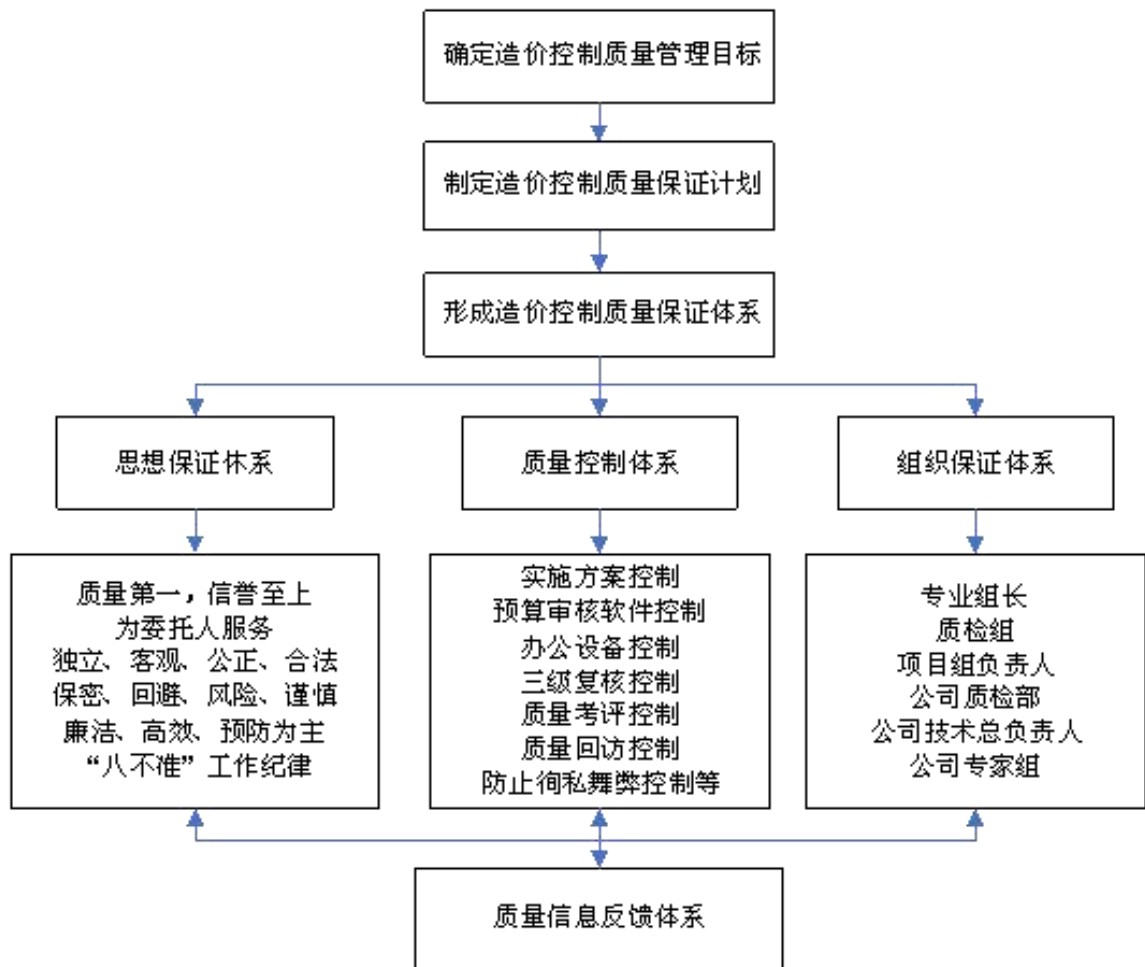 确定造价控制质量管理目标
制定造价控制质量保证计划
形成造价控制质量保证体系
思想保证休系
质量控制体系
组织保证体系
质量第一，信誉至上
为委托人服务
独立、客观、公正、合法
保密、回避、风险、谨慎
廉洁、高效、预防为主
“八不准”工作纪律
实施方案控制
预算审核软件控制
办公设备控制
三级复核控制
质量考评控制
质量回访控制
防止徇私舞弊控制等
专业组长
质检组
项目组负责人
公司质检部
公司技术总负责人
公司专家组
质量信息反馈体系